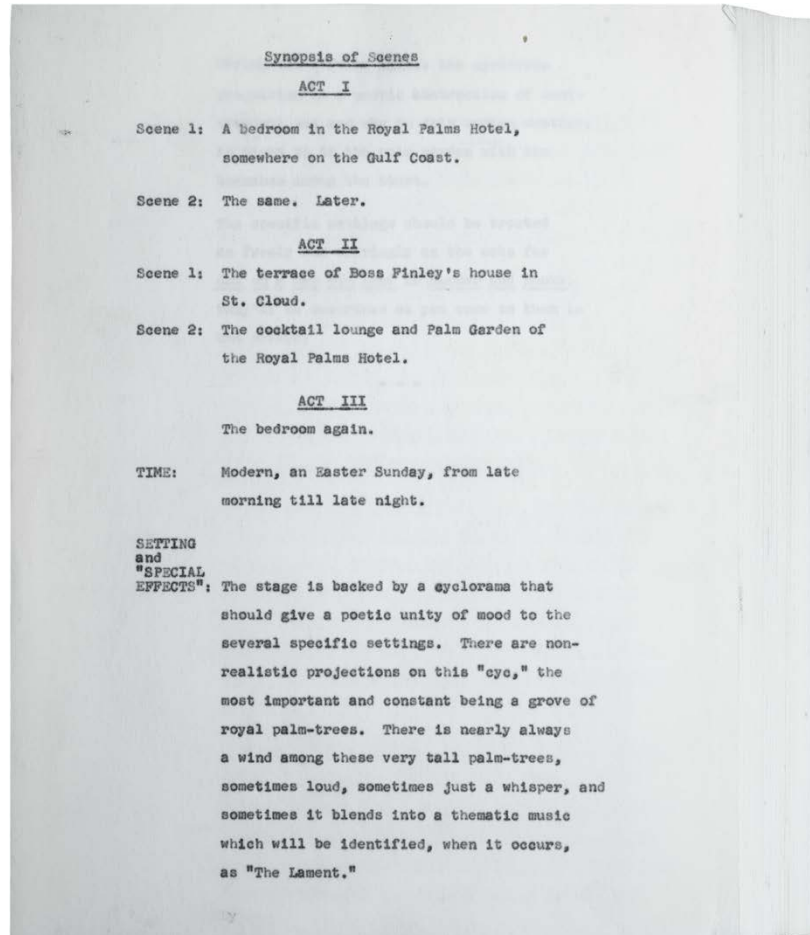 Synopsis of Scenes
ACT I
Scene 1: A bedroom in the Royal Palms Hotel,
somewhere on the Gulf Coast.
Scene 2: The same. Later.
ACT II
Scene 1: The terrace of Boss Finley's house in
St. Cloud.
Scene 2: The cocktail lounge and Palm Garden of
the Royal Palms Hotel.
ACT III
The bedroom again.
TIME: Modern, an Easter Sunday, from late
morning till late night.
SETTING
and
"SPECIAL
EFFECTS": The stage is backed by a cyclorama that
should give a poetic unity of mood to the
several specific settings. There are non-
realistic projections on this "cyc," the
most important and constant being a grove of
royal palm-trees. There is nearly always
a wind among these very tall palm-trees,
sometimes loud, sometimes just a whisper, and
sometimes it blends into a thematic music
which will be identified, when it occurs,
as "The Lament."